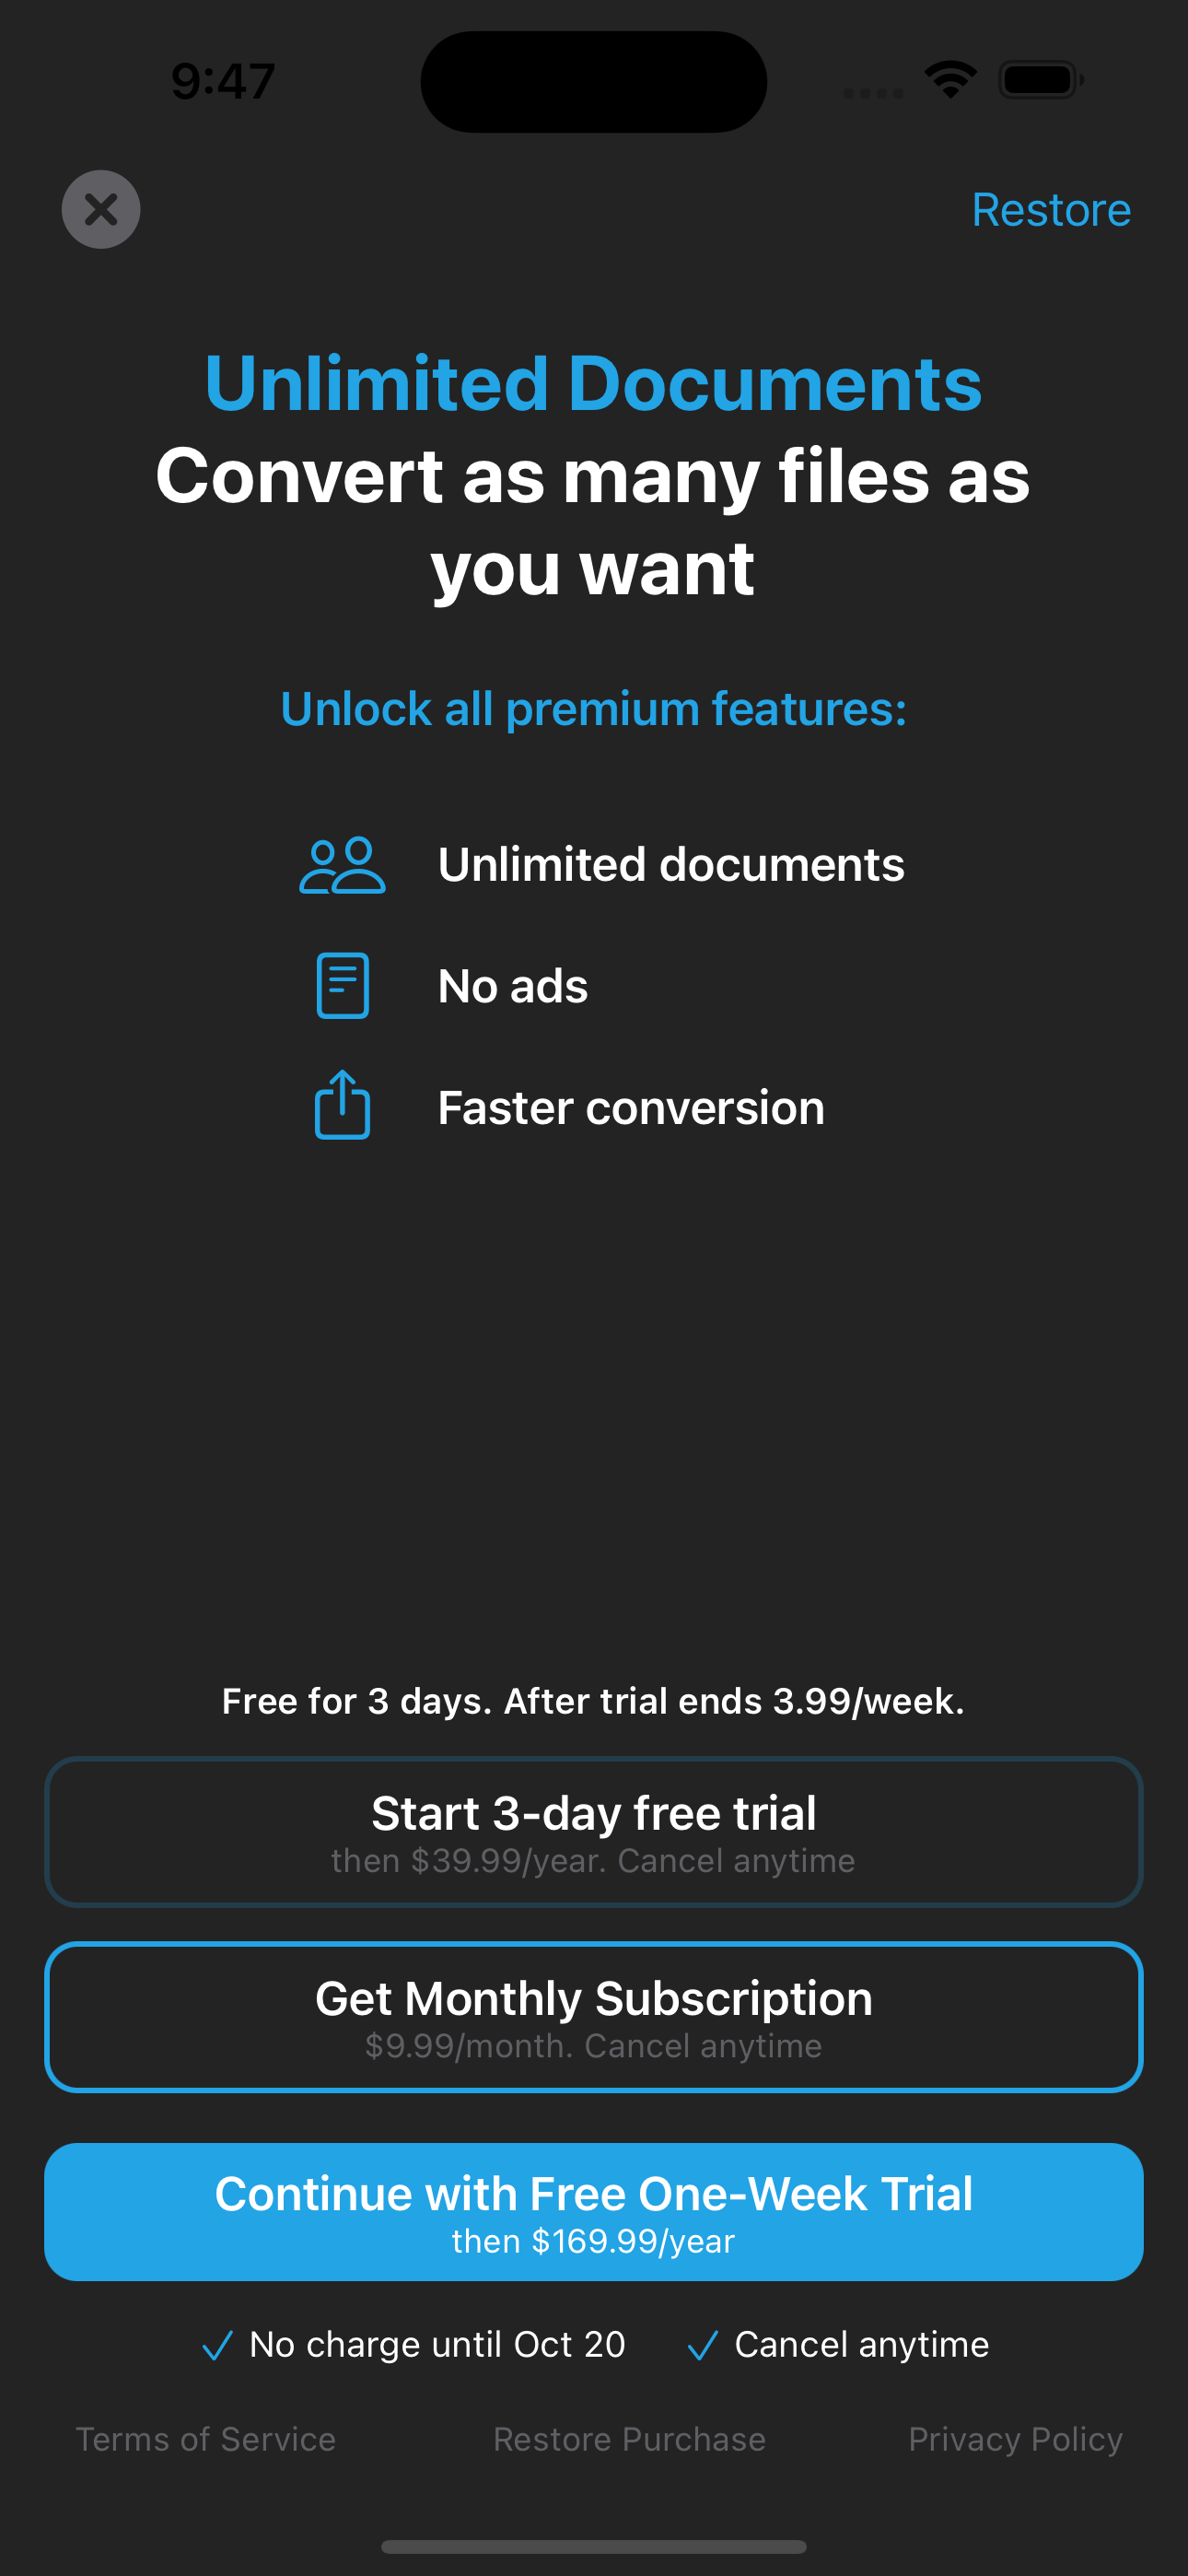 9:47
Restore
Unlimited Documents
Convert as many files as
you want
Unlock all premium features:
Unlimited documents
No ads
Faster conversion
Free for 3 days. After trial ends 3.99/week.
Start 3-day free trial
then $39.99/year. Cancel anytime
Get Monthly Subscription
$9.99/month. Cancel anytime
Continue with Free One-Week Trial
then $169.99/year
No charge until Oct 20 Cancel anytime
Terms of Service Restore Purchase Privacy Policy